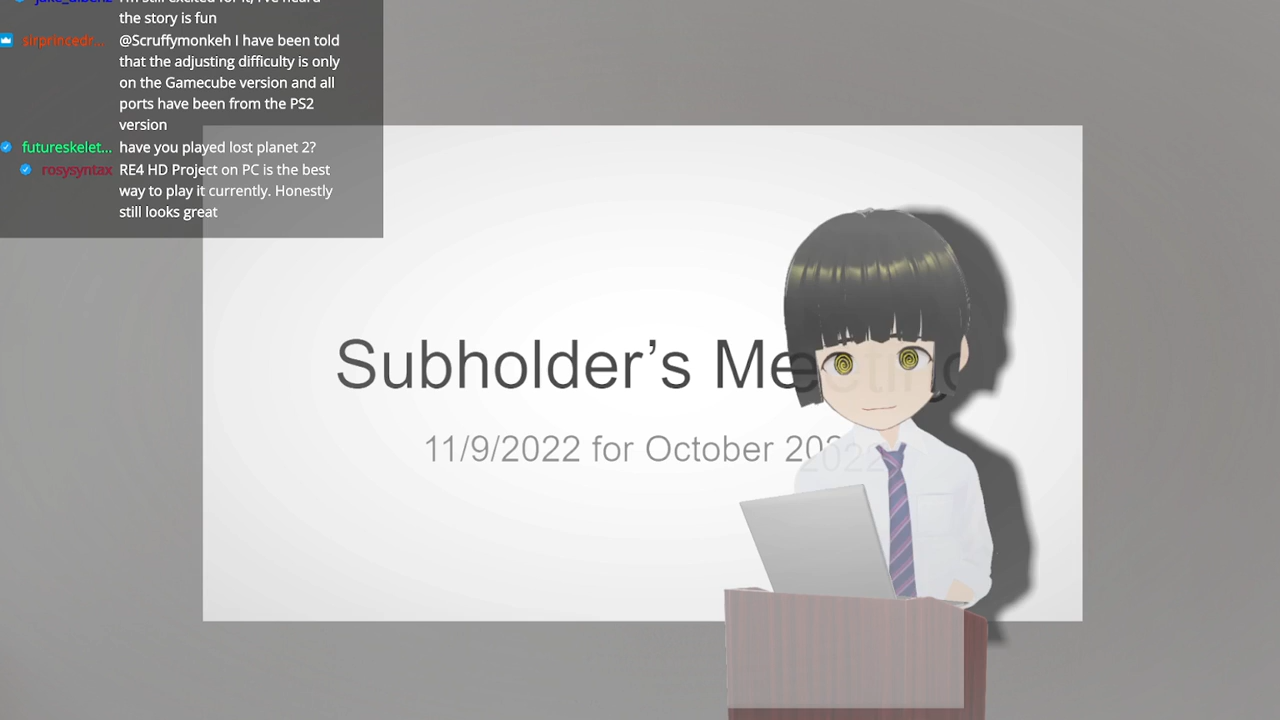 the story is fun
sirprincedr... @Scruffymonkeh I have been told
that the adjusting difficulty is only
on the Gamecube version and all
ports have been from the PS2
version
futureskelet... have you played lost planet 2?
rosysyntax RE4 HD Project on PC is the best
way to play it currently. Honestly
still looks great
Subholder's Meeting
11/9/2022 for October 2022